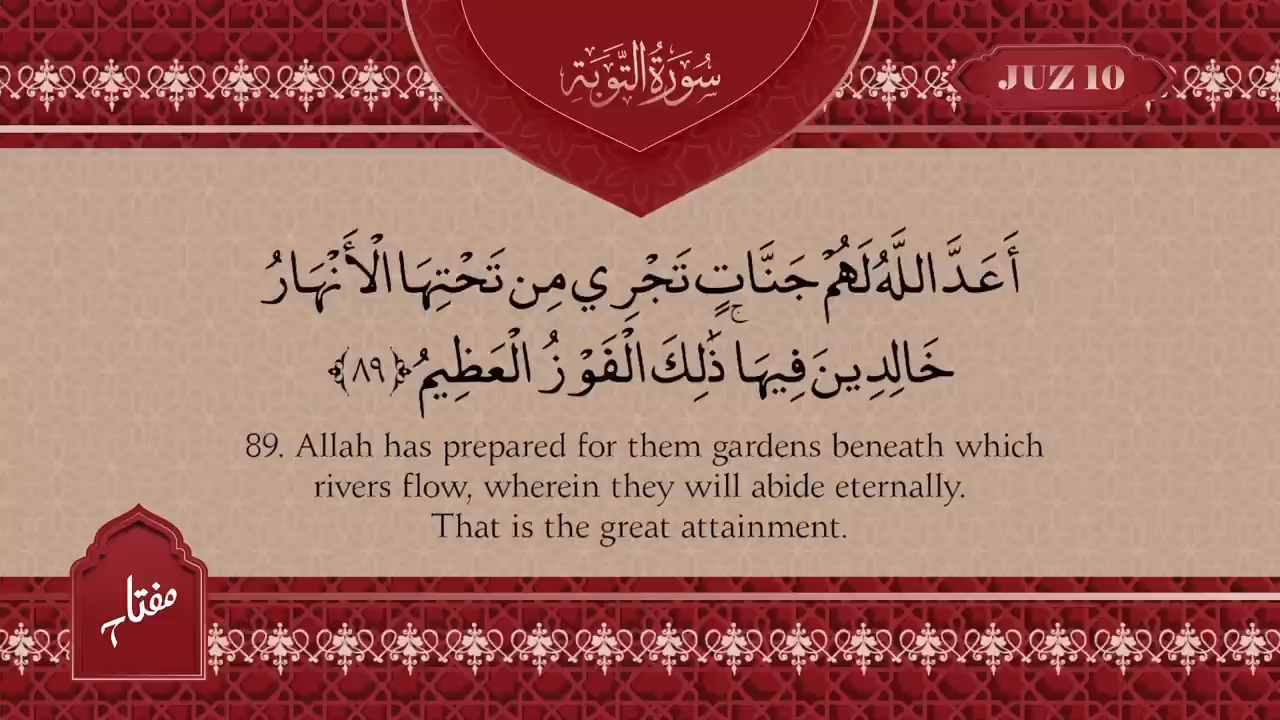 سُورَةُ التَّوْبَةِ
JUZ 10
أَعَدَّ اللَّهُ لَهُمْ جَنَّاتٍ تَجْرِي مِن تَحْتِهَا الْأَنْهَارُ
خَالِدِينَ فِيهَا ۚ ذَٰلِكَ الْفَوْزُ الْعَظِيمُ ﴿٨٩﴾
89. Allah has prepared for them gardens beneath which
rivers flow, wherein they will abide eternally.
That is the great attainment.
مفتاح